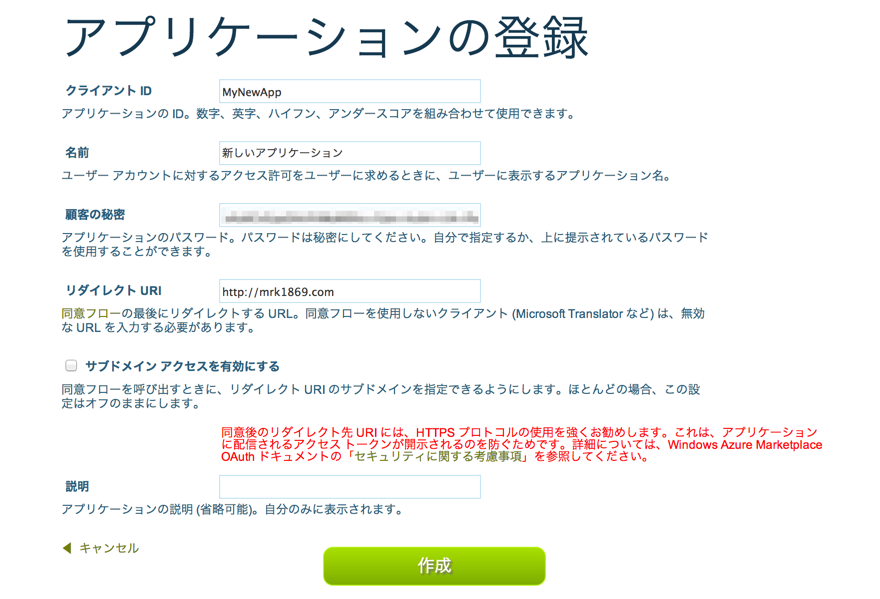 アプリケーションの登録
クライアント ID
MyNewApp
アプリケーションの ID。数字、英字、ハイフン、アンダースコアを組み合わせて使用できます。
名前
新しいアプリケーション
ユーザー アカウントに対するアクセス許可をユーザーに求めるときに、ユーザーに表示するアプリケーション名。
顧客の秘密
アプリケーションのパスワード。パスワードは秘密にしてください。自分で指定するか、上に提示されているパスワード
を使用することができます。
リダイレクト URI
http://mrk1869.com
同意フローの最後にリダイレクトする URL。同意フローを使用しないクライアント (Microsoft Translator など) は、無効
な URL を入力する必要があります。
サブドメイン アクセスを有効にする
同意フローを呼び出すときに、リダイレクト URI のサブドメインを指定できるようにします。ほとんどの場合、この設
定はオフのままにします。
同意後のリダイレクト先 URI には、HTTPS プロトコルの使用を強くお勧めします。これは、アプリケーション
に配信されるアクセス トークンが開示されるのを防ぐためです。詳細については、Windows Azure Marketplace
OAuth ドキュメントの「セキュリティに関する考慮事項」を参照してください。
説明
アプリケーションの説明 (省略可能)。自分のみに表示されます。
キャンセル
作成